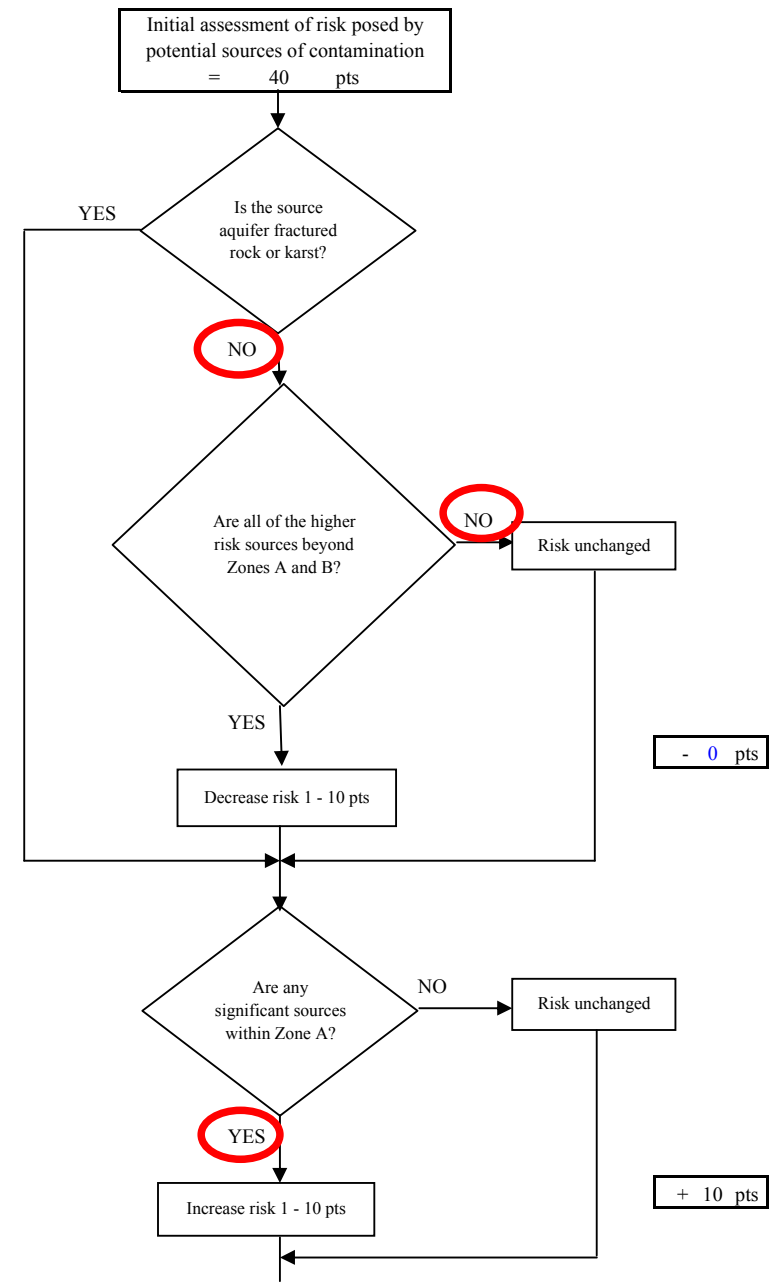 Initial assessment of risk posed by
potential sources of contamination
= 40 pts
YES
Is the source
aquifer fractured
rock or karst?
NO
Are all of the higher
risk sources beyond
Zones A and B?
NO
Risk unchanged
YES
- 0 pts
Decrease risk 1 - 10 pts
Are any
significant sources
within Zone A?
NO
Risk unchanged
YES
+ 10 pts
Increase risk 1 - 10 pts